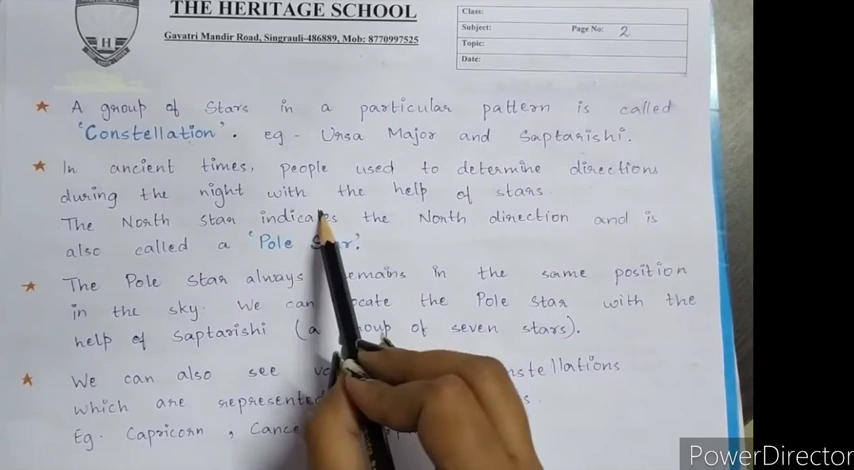 THE HERITAGE SCHOOL
Gayatri Mandir Road, Singrauli-486889, Mob: 8770997525
Class:
Subject: Page No: 2
Topic:
Date:
H
★ A group of stars in a particular pattern is called
'Constellation'. eg - Ursa Major and Saptarishi.
★ In ancient times, people used to determine directions
during the night with the help of stars
The North star indicates the North direction and is
also called a 'Pole Star'.
★ The Pole star always remains in the same position
in the sky. We can locate the Pole star with the
help of Saptarishi (a group of seven stars).
★ We can also see
which are represented
Eg. Capricorn,
PowerDirector